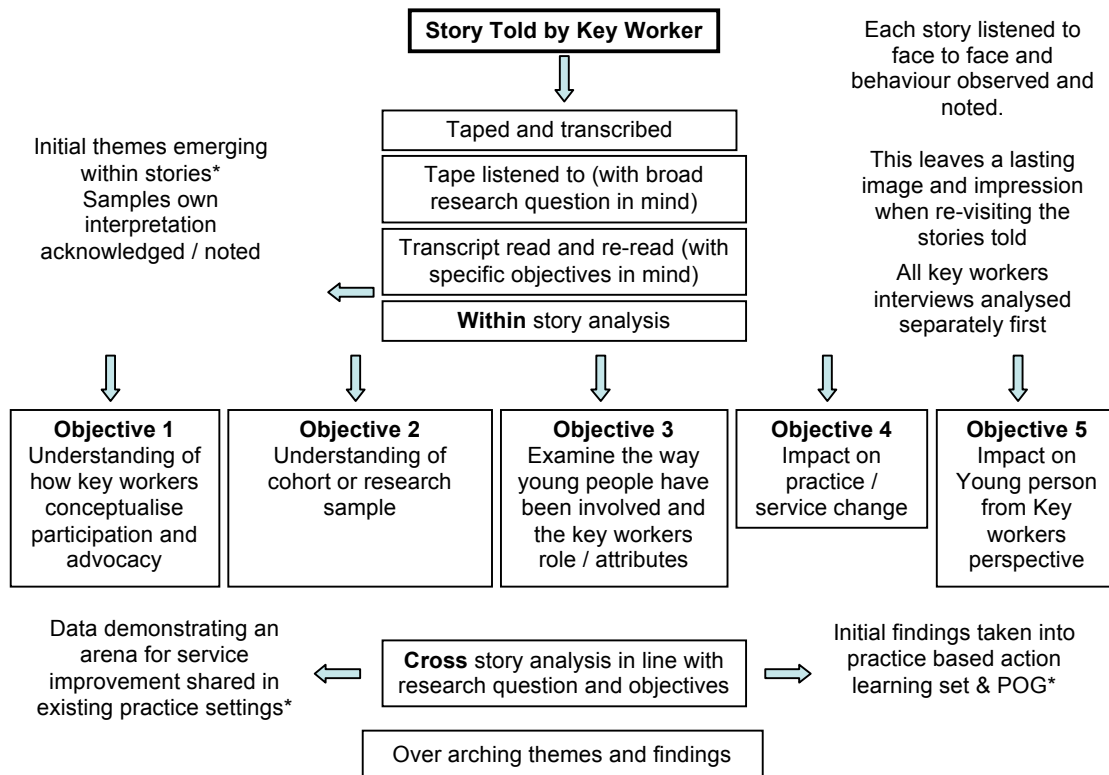 Story Told by Key Worker
Each story listened to
face to face and
behaviour observed and
noted.
Taped and transcribed
Initial themes emerging
within stories*
Samples own
interpretation
acknowledged / noted
Tape listened to (with broad
research question in mind)
This leaves a lasting
image and impression
when re-visiting the
stories told
Transcript read and re-read (with
specific objectives in mind)
All key workers
interviews analysed
separately first
Within story analysis
Objective 1
Understanding of
how key workers
conceptualise
participation and
advocacy
Objective 2
Understanding of
cohort or research
sample
Objective 3
Examine the way
young people have
been involved and
the key workers
role / attributes
Objective 4
Impact on
practice /
service change
Objective 5
Impact on
Young person
from Key
workers
perspective
Data demonstrating an
arena for service
improvement shared in
existing practice settings*
Cross story analysis in line with
research question and objectives
Initial findings taken into
practice based action
learning set & POG*
Over arching themes and findings